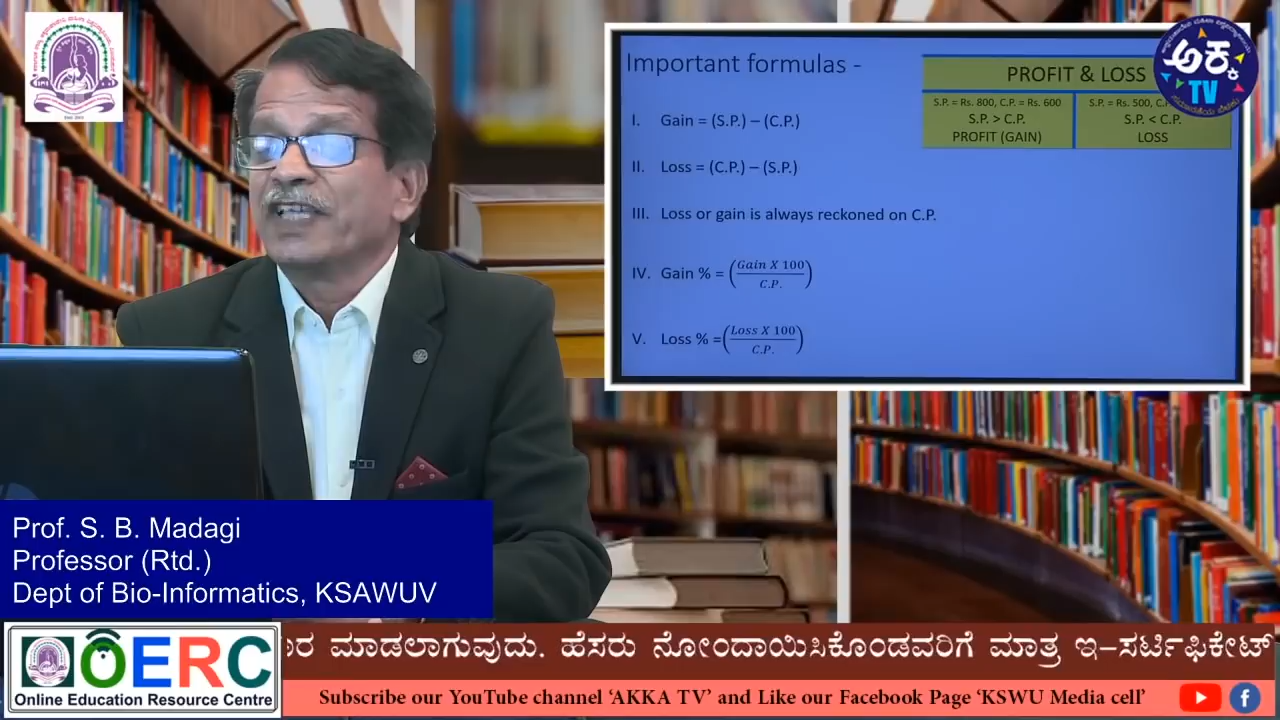 Important formulas -
PROFIT & LOSS
S.P. = Rs. 800, C.P. = Rs. 600
S.P. > C.P.
PROFIT (GAIN)
S.P. = Rs. 500,
S.P. < C.P.
LOSS
I. Gain = (S.P.) – (C.P.)
II. Loss = (C.P.) – (S.P.)
III. Loss or gain is always reckoned on C.P.
IV. Gain % = (Gain X 100 / C.P.)
V. Loss % =(Loss X 100 / C.P.)
ಅಕ್ಕ
TV
Prof. S. B. Madagi
Professor (Rtd.)
Dept of Bio-Informatics, KSAWUV
OERC
Online Education Resource Centre
ಮಾಡಲಾಗುವುದು. ಹೆಸರು ನೋಂದಾಯಿಸಿಕೊಂಡವರಿಗೆ ಮಾತ್ರ ಇ-ಸರ್ಟಿಫಿಕೇಟ್
Subscribe our YouTube channel ‘AKKA TV’ and Like our Facebook Page ‘KSWU Media cell’